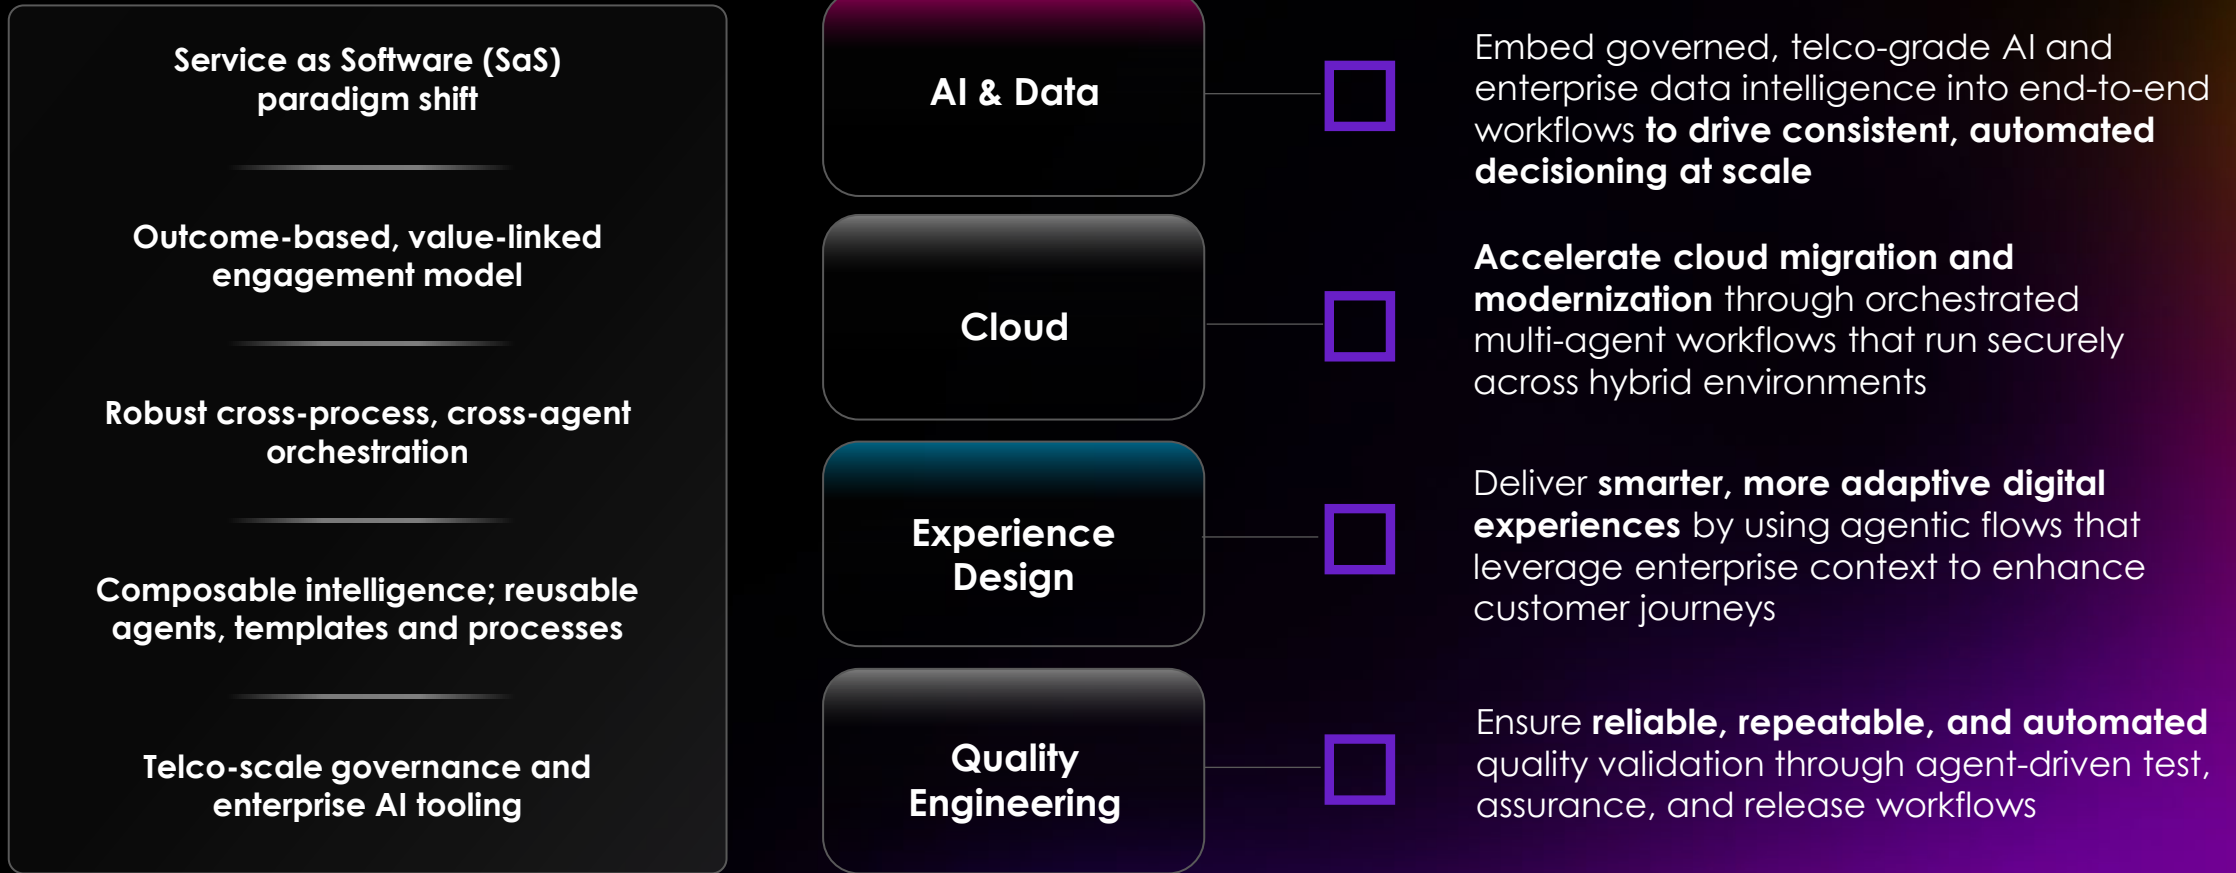 Service as Software (SaS)
paradigm shift
Outcome-based, value-linked
engagement model
Robust cross-process, cross-agent
orchestration
Composable intelligence; reusable
agents, templates and processes
Telco-scale governance and
enterprise AI tooling
AI & Data
Embed governed, telco-grade AI and
enterprise data intelligence into end-to-end
workflows to drive consistent, automated
decisioning at scale
Cloud
Accelerate cloud migration and
modernization through orchestrated
multi-agent workflows that run securely
across hybrid environments
Experience
Design
Deliver smarter, more adaptive digital
experiences by using agentic flows that
leverage enterprise context to enhance
customer journeys
Quality
Engineering
Ensure reliable, repeatable, and automated
quality validation through agent-driven test,
assurance, and release workflows